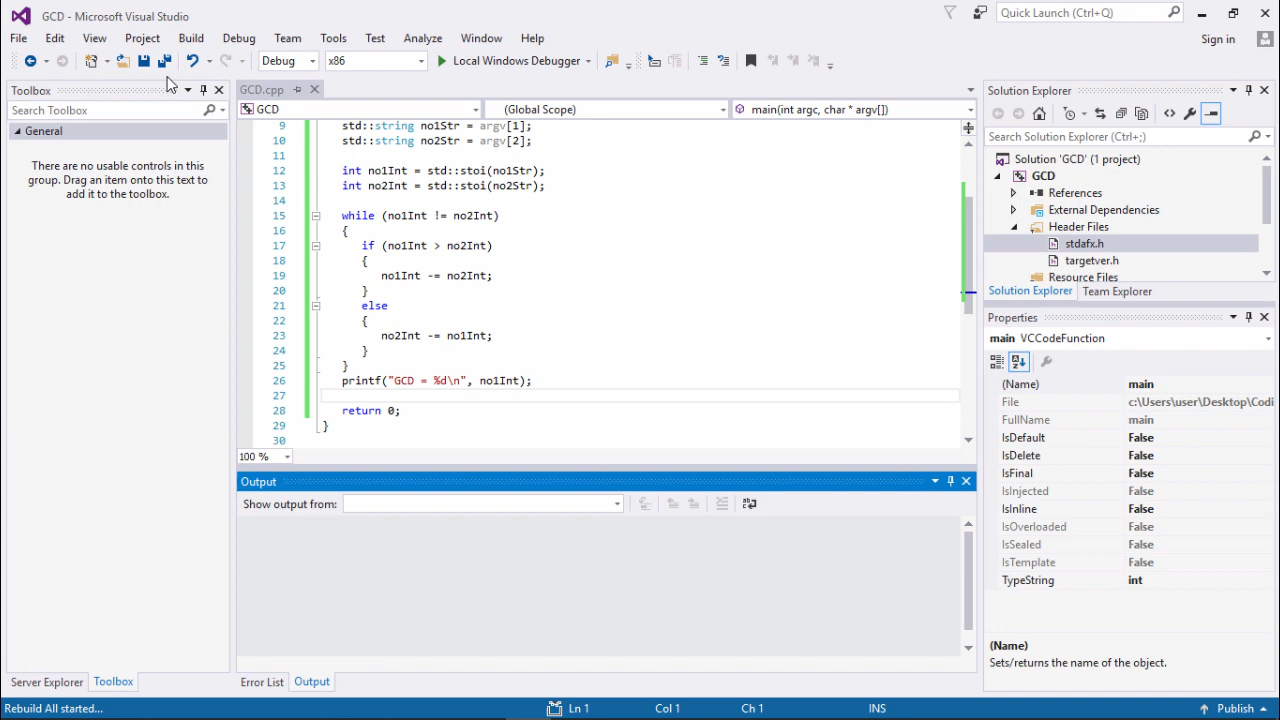 GCD - Microsoft Visual Studio
Quick Launch (Ctrl+Q)
File Edit View Project Build Debug Team Tools Test Analyze Window Help
Sign in
Debug x86 Local Windows Debugger
Toolbox
Search Toolbox
General
There are no usable controls in this
group. Drag an item onto this text to
add it to the toolbox.
Server Explorer Toolbox
GCD.cpp
GCD (Global Scope) main(int argc, char * argv[])
9 std::string no1Str = argv[1];
10 std::string no2Str = argv[2];
11
12 int no1Int = std::stoi(no1Str);
13 int no2Int = std::stoi(no2Str);
14
15 while (no1Int != no2Int)
16 {
17 if (no1Int > no2Int)
18 {
19 no1Int -= no2Int;
20 }
21 else
22 {
23 no2Int -= no1Int;
24 }
25 }
26 printf("GCD = %d\n", no1Int);
27
28 return 0;
29 }
30
100 %
Output
Show output from:
Error List Output
Solution Explorer
Search Solution Explorer (Ctrl+;)
Solution 'GCD' (1 project)
GCD
References
External Dependencies
Header Files
stdafx.h
targetver.h
Resource Files
Solution Explorer Team Explorer
Properties
main VCCodeFunction
(Name) main
File c:\Users\user\Desktop\Codi
FullName main
IsDefault False
IsDelete False
IsFinal False
IsInjected False
IsInline False
IsOverloaded False
IsSealed False
IsTemplate False
TypeString int
(Name)
Sets/returns the name of the object.
Rebuild All started... Ln 1 Col 1 Ch 1 INS Publish